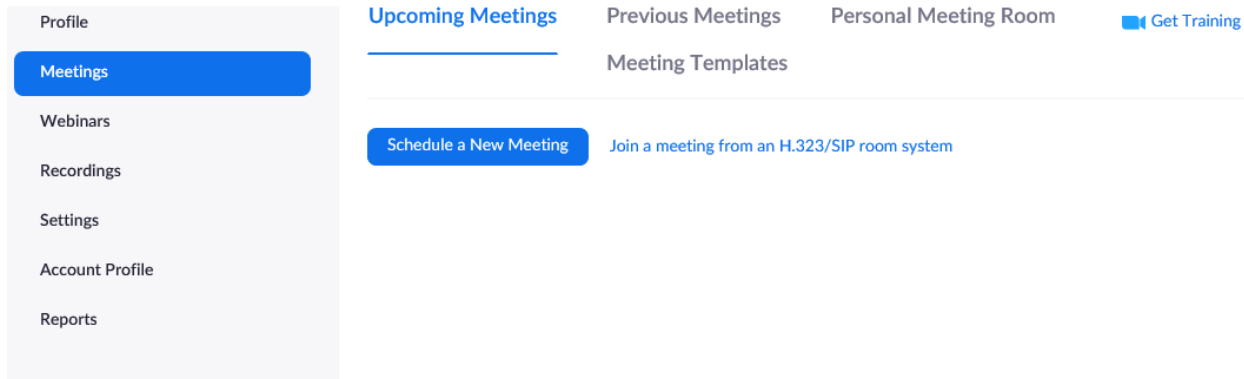 Profile
Meetings
Webinars
Recordings
Settings
Account Profile
Reports
Upcoming Meetings
Previous Meetings
Personal Meeting Room
Get Training
Meeting Templates
Schedule a New Meeting
Join a meeting from an H.323/SIP room system